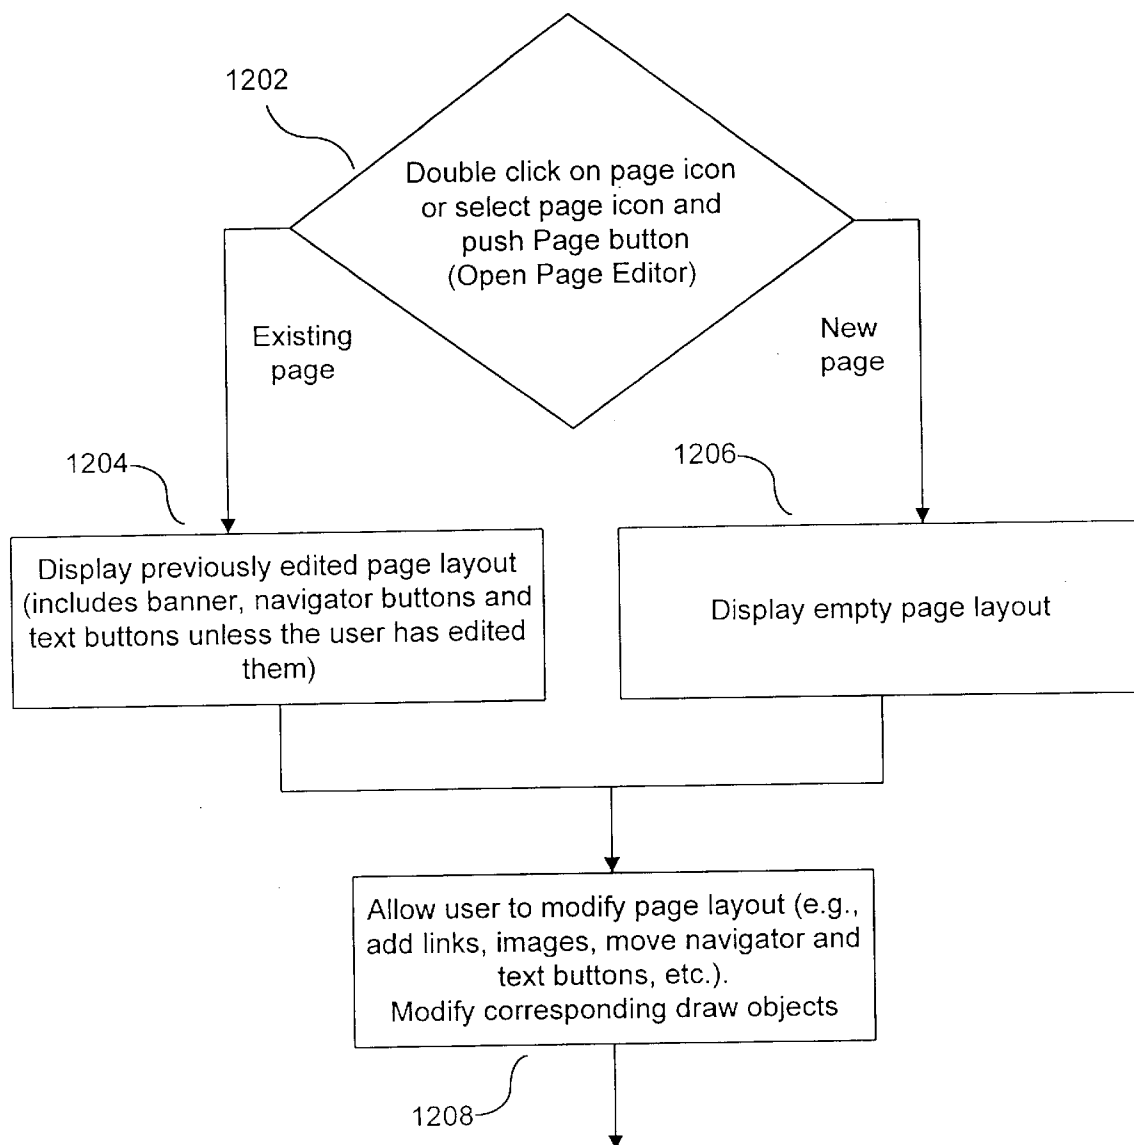 1202
Double click on page icon
or select page icon and
push Page button
(Open Page Editor)
Existing
page
New
page
1204
1206
Display previously edited page layout
(includes banner, navigator buttons and
text buttons unless the user has edited
them)
Display empty page layout
Allow user to modify page layout (e.g.,
add links, images, move navigator and
text buttons, etc.).
Modify corresponding draw objects
1208